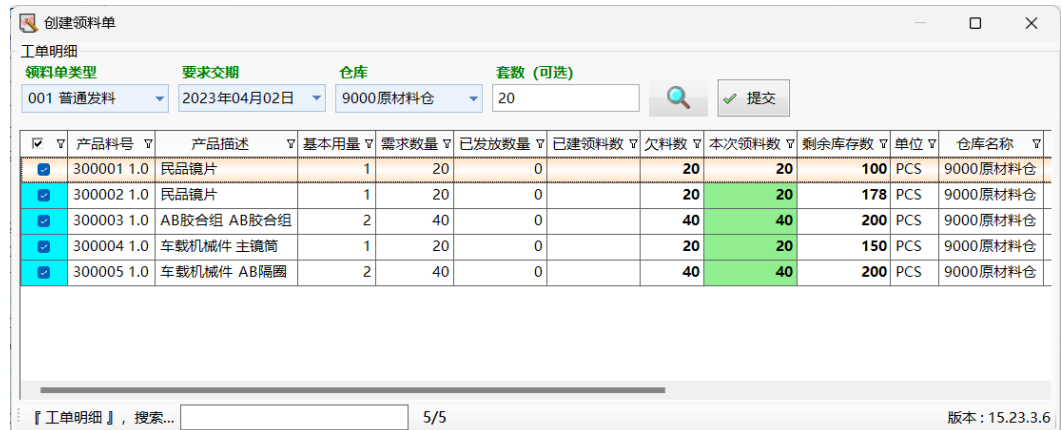 创建领料单
工单明细
领料单类型 要求交期 仓库 套数（可选）
001 普通发料 2023年04月02日 9000原材料仓 20 提交
产品料号 产品描述 基本用量 需求数量 已发放数量 已建领料数 欠料数 本次领料数 剩余库存数 单位 仓库名称
300001 1.0 民品镜片 1 20 0 20 20 100 PCS 9000原材料仓
300002 1.0 民品镜片 1 20 0 20 20 178 PCS 9000原材料仓
300003 1.0 AB胶合组 AB胶合组 2 40 0 40 40 200 PCS 9000原材料仓
300004 1.0 车载机械件 主镜筒 1 20 0 20 20 150 PCS 9000原材料仓
300005 1.0 车载机械件 AB隔圈 2 40 0 40 40 200 PCS 9000原材料仓
『 工单明细 』, 搜索... 5/5 版本 : 15.23.3.6